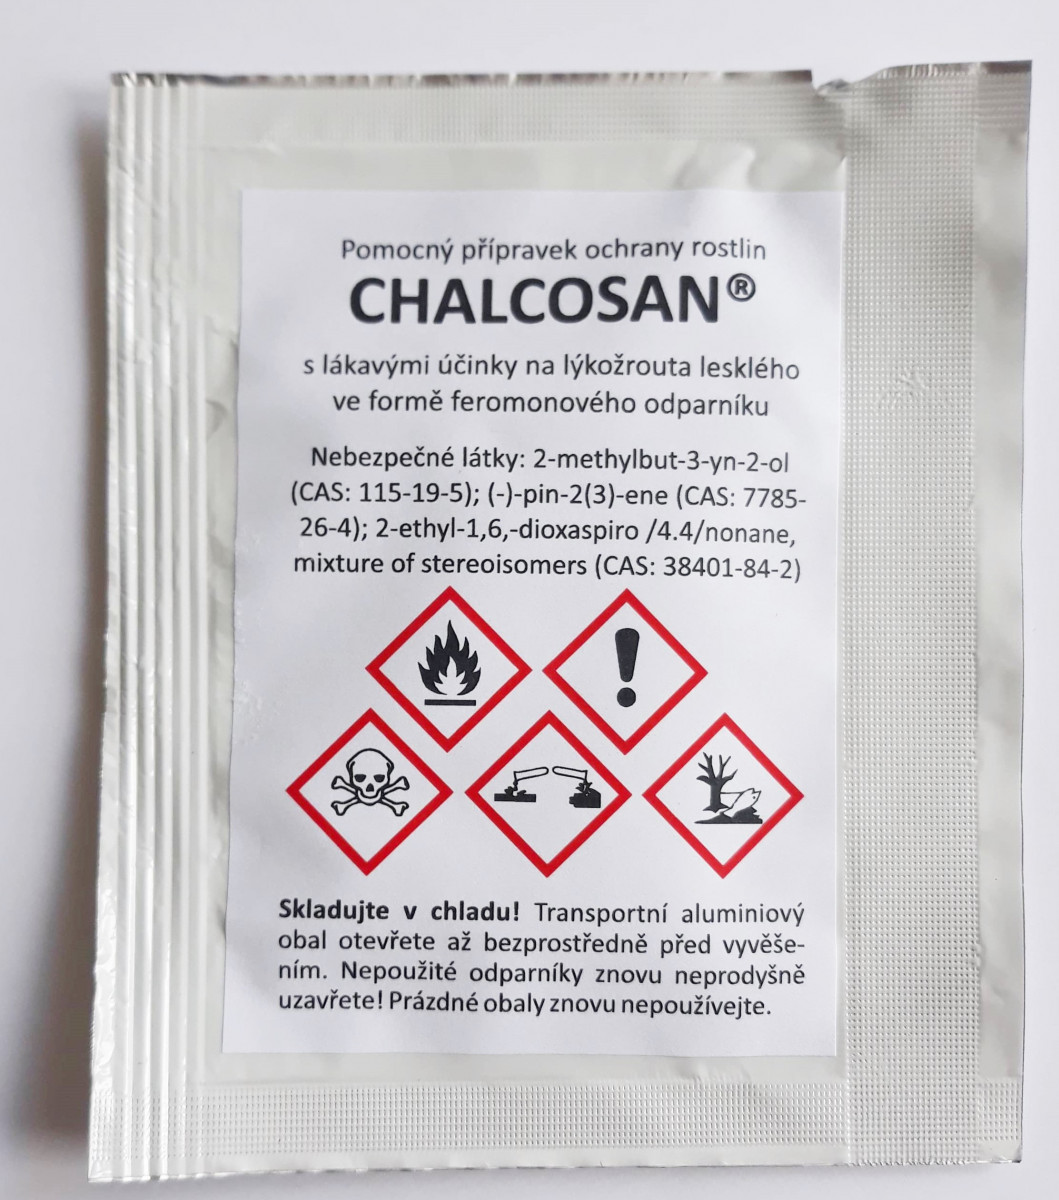 Pomocný přípravek ochrany rostlin
CHALCOSAN®
s lákavými účinky na lýkožrouta lesklého
ve formě feromonového odparníku
Nebezpečné látky: 2-methylbut-3-yn-2-ol
(CAS: 115-19-5); (-)-pin-2(3)-ene (CAS: 7785-
26-4); 2-ethyl-1,6,-dioxaspiro /4.4/nonane,
mixture of stereoisomers (CAS: 38401-84-2)
Skladujte v chladu! Transportní aluminiový
obal otevřete až bezprostředně před vyvěše-
ním. Nepoužité odparníky znovu neprodyšně
uzavřete! Prázdné obaly znovu nepoužívejte.